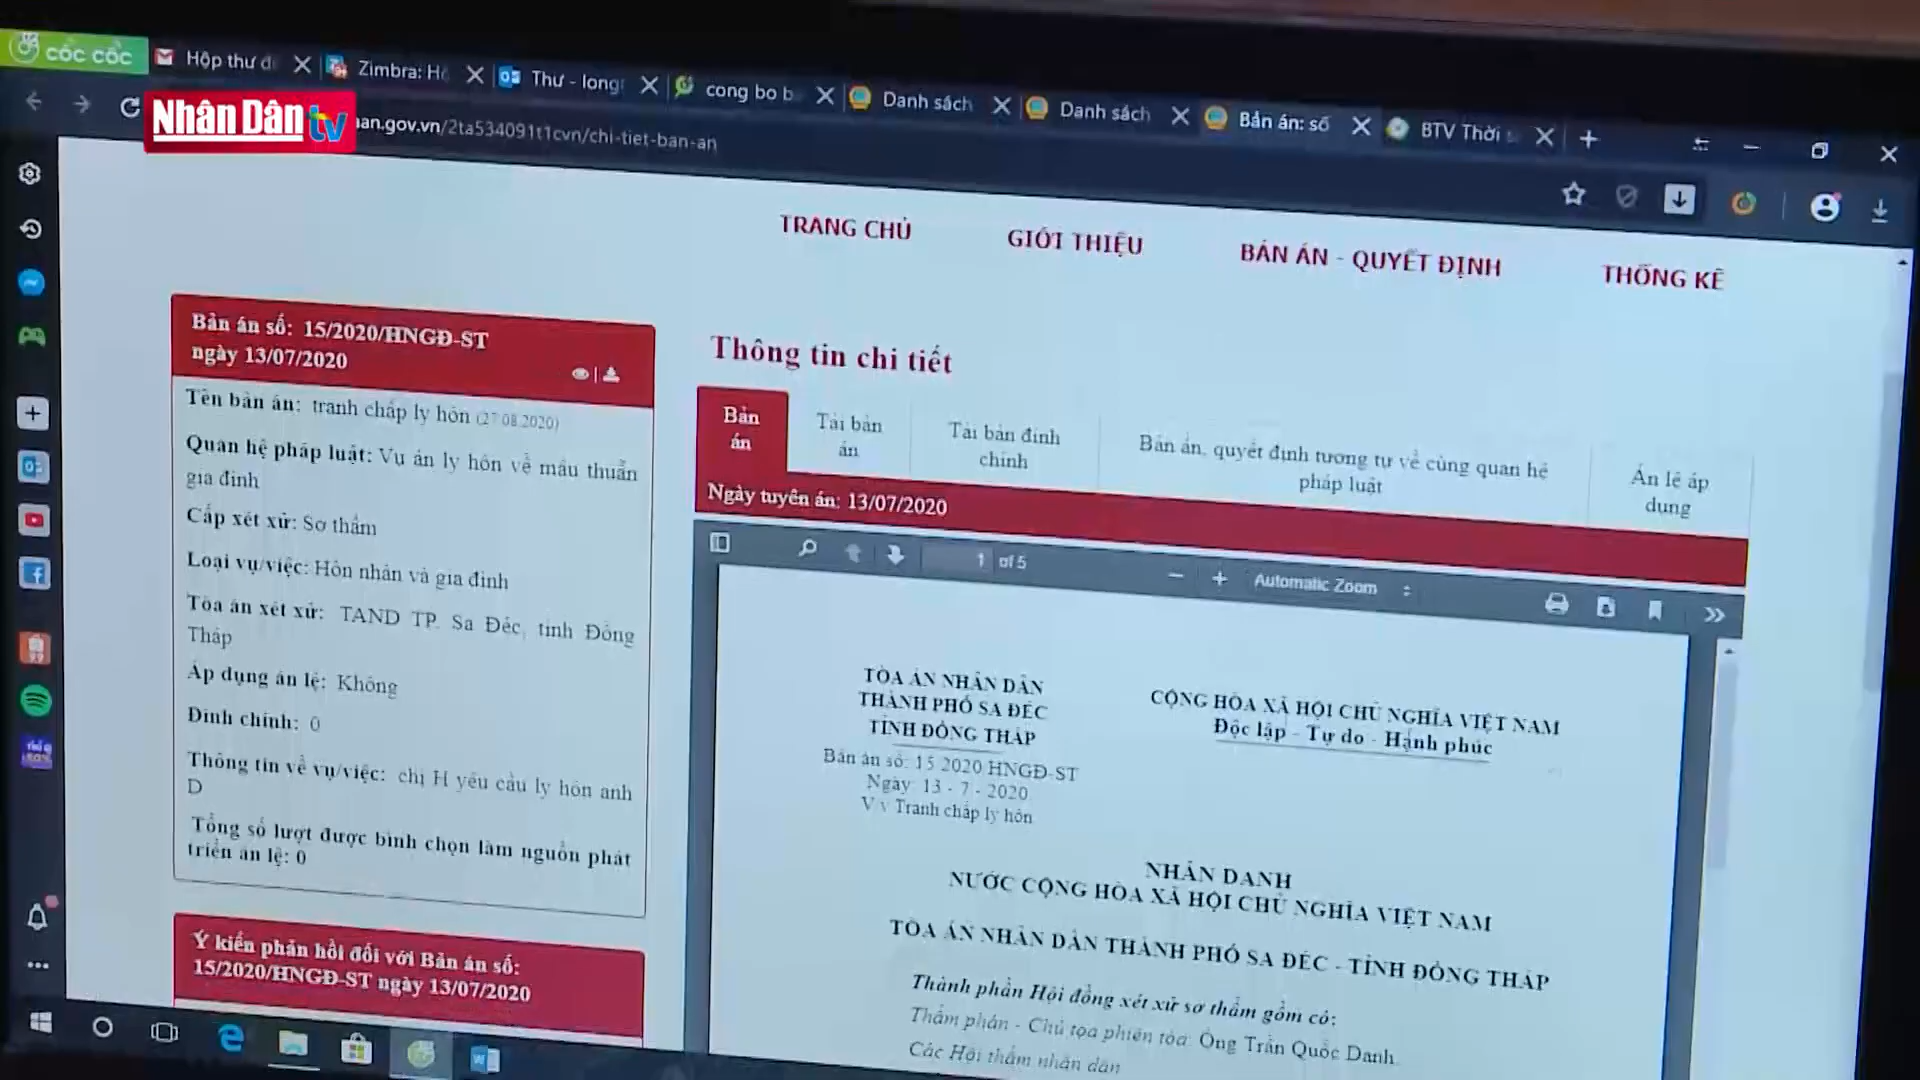 CỐC CỐC
Hộp thư đ
Zimbra: Hộ
Thư - long
cong bo b
Danh sách
Danh sách
Bản án: số
BTV Thời s
Nhân Dân tv
an.gov.vn/2ta534091t1cvn/chi-tiet-ban-an
TRANG CHỦ
GIỚI THIỆU
BẢN ÁN - QUYẾT ĐỊNH
THỐNG KÊ
Bản án số: 15/2020/HNGĐ-ST
ngày 13/07/2020
Tên bản án: tranh chấp ly hôn (27.08.2020)
Quan hệ pháp luật: Vụ án ly hôn về mâu thuẫn
gia đình
Cấp xét xử: Sơ thẩm
Loại vụ/việc: Hôn nhân và gia đình
Tòa án xét xử: TAND TP. Sa Đéc, tỉnh Đồng
Tháp
Áp dụng án lệ: Không
Đính chính: 0
Thông tin về vụ/việc: chị H yêu cầu ly hôn anh
D
Tổng số lượt được bình chọn làm nguồn phát
triển án lệ: 0
Ý kiến phản hồi đối với Bản án số:
15/2020/HNGĐ-ST ngày 13/07/2020
Thông tin chi tiết
Bản
án
Tải bản
án
Tải bản đính
chính
Bản án, quyết định tương tự về cùng quan hệ
pháp luật
Án lệ áp
dụng
Ngày tuyên án: 13/07/2020
1 of 5
Automatic Zoom
TÒA ÁN NHÂN DÂN
THÀNH PHỐ SA ĐÉC
TỈNH ĐỒNG THÁP
Bản án số: 15 2020 HNGĐ-ST
Ngày: 13 - 7 - 2020
V v Tranh chấp ly hôn
CỘNG HÒA XÃ HỘI CHỦ NGHĨA VIỆT NAM
Độc lập - Tự do - Hạnh phúc
NHÂN DANH
NƯỚC CỘNG HÒA XÃ HỘI CHỦ NGHĨA VIỆT NAM
TÒA ÁN NHÂN DÂN THÀNH PHỐ SA ĐÉC - TỈNH ĐỒNG THÁP
Thành phần Hội đồng xét xử sơ thẩm gồm có:
Thẩm phán - Chủ tọa phiên tòa: Ông Trần Quốc Danh.
Các Hội thẩm nhân dân